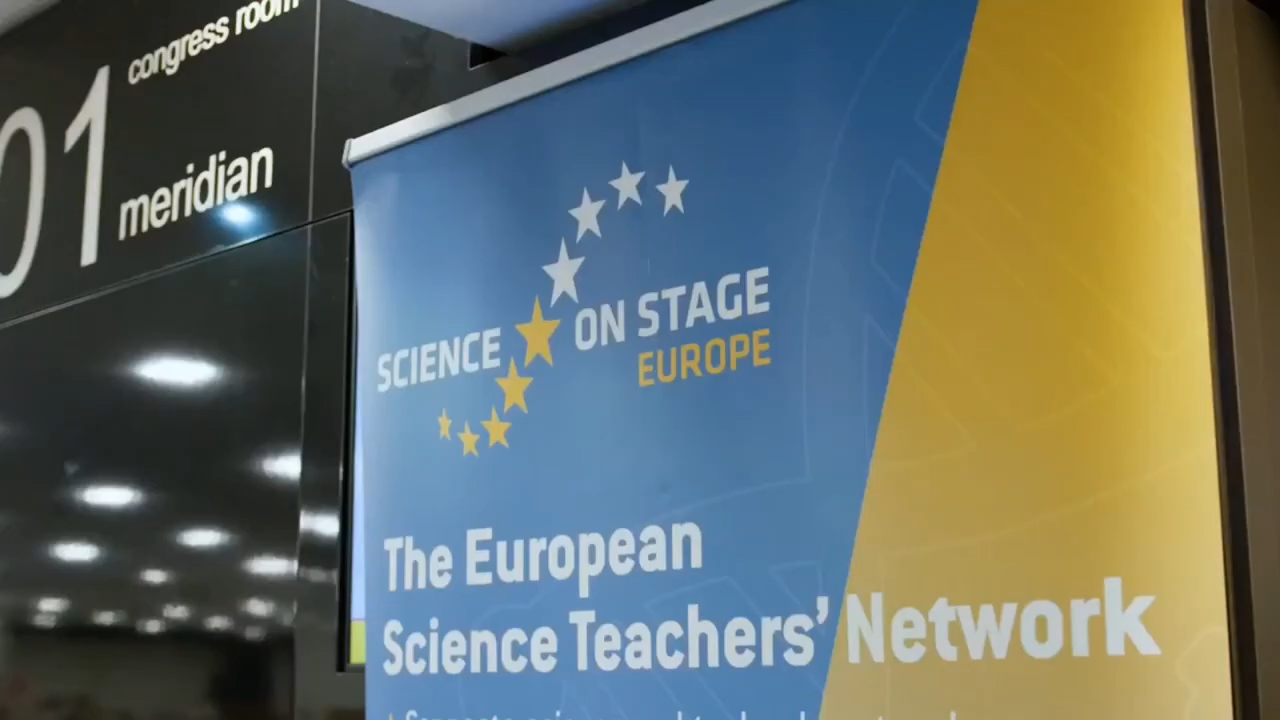 01
congress room
meridian
SCIENCE ON STAGE
EUROPE
The European
Science Teachers' Network